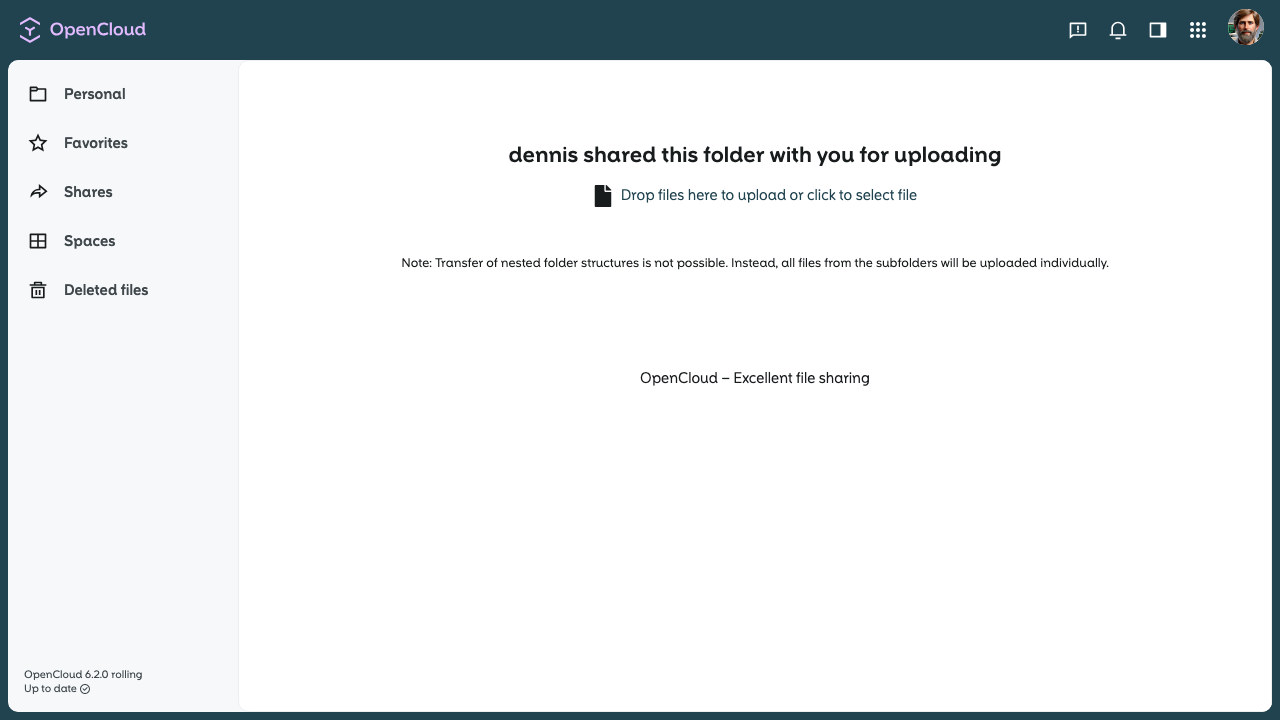 OpenCloud
Personal
Favorites
Shares
Spaces
Deleted files
dennis shared this folder with you for uploading
Drop files here to upload or click to select file
Note: Transfer of nested folder structures is not possible. Instead, all files from the subfolders will be uploaded individually.
OpenCloud – Excellent file sharing
OpenCloud 6.2.0 rolling
Up to date